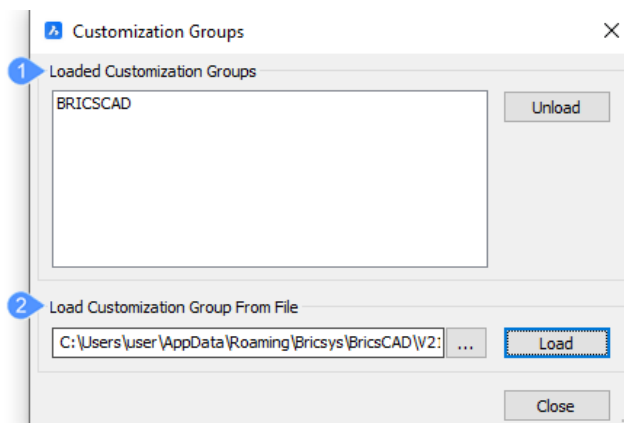 Customization Groups
1 Loaded Customization Groups
BRICSCAD
Unload
2 Load Customization Group From File
C:\Users\user\AppData\Roaming\Bricsys\BricsCAD\V21
...
Load
Close